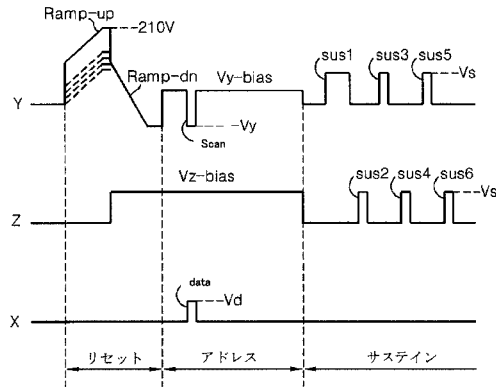 Ramp-up
210V
sus1
sus3
sus5
Ramp-dn
Vy-bias
Vs
Y
-Vy
Scan
Vz-bias
sus2
sus4
sus6
Vs
Z
data
Vd
X
リセット
アドレス
サステイン